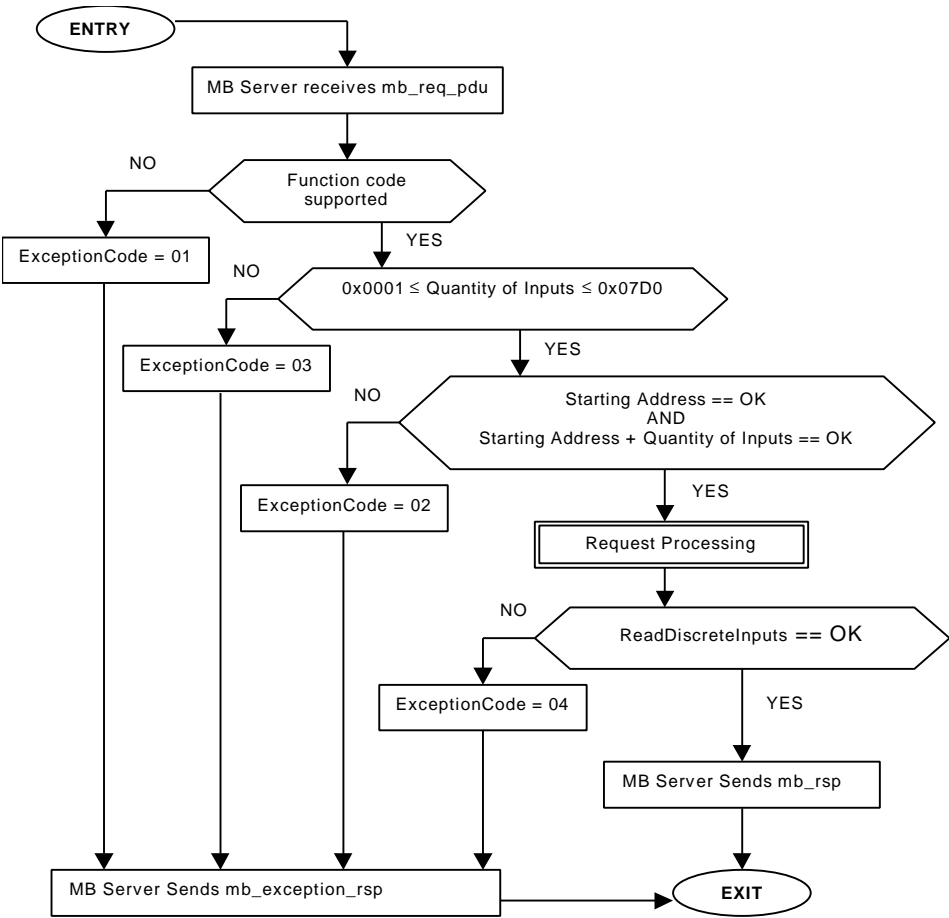 ENTRY
MB Server receives mb_req_pdu
NO
Function code
supported
YES
ExceptionCode = 01
NO
0x0001 ≤ Quantity of Inputs ≤ 0x07D0
YES
ExceptionCode = 03
NO
Starting Address == OK
AND
Starting Address + Quantity of Inputs == OK
YES
ExceptionCode = 02
Request Processing
NO
ReadDiscreteInputs == OK
YES
ExceptionCode = 04
MB Server Sends mb_rsp
MB Server Sends mb_exception_rsp
EXIT